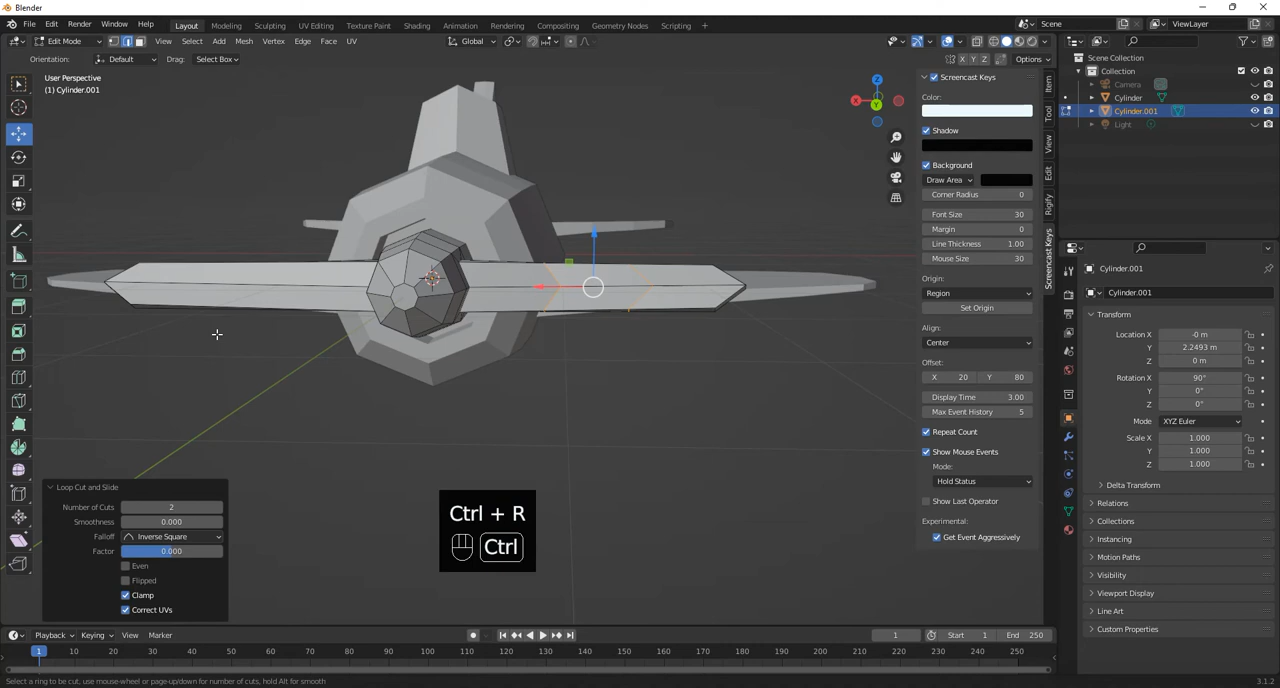 Blender
File Edit Render Window Help Layout Modeling Sculpting UV Editing Texture Paint Shading Animation Rendering Compositing Geometry Nodes Scripting + Scene ViewLayer
Edit Mode View Select Add Mesh Vertex Edge Face UV Global
Orientation: Default Drag: Select Box X Y Z Options
User Perspective
(1) Cylinder.001
Z
X
Y
Screencast Keys
Color:
Shadow
Background
Draw Area
Corner Radius 0
Font Size 30
Margin 0
Line Thickness 1.00
Mouse Size 30
Origin:
Region
Set Origin
Align:
Center
Offset:
X 20 Y 80
Display Time 3.00
Max Event History 5
Repeat Count
Show Mouse Events
Mode:
Hold Status
Show Last Operator
Experimental:
Get Event Aggressively
Item
Tool
View
Edit
Rigify
Screencast Keys
Scene Collection
Collection
Camera
Cylinder
Cylinder.001
Light
Cylinder.001
Cylinder.001
Transform
Location X -0 m
Y 2.2493 m
Z 0 m
Rotation X 90°
Y 0°
Z 0°
Mode XYZ Euler
Scale X 1.000
Y 1.000
Z 1.000
Delta Transform
Relations
Collections
Instancing
Motion Paths
Visibility
Viewport Display
Line Art
Custom Properties
Loop Cut and Slide
Number of Cuts 2
Smoothness 0.000
Falloff Inverse Square
Factor 0.000
Even
Flipped
Clamp
Correct UVs
Ctrl + R
Ctrl
Playback Keying View Marker 1 Start 1 End 250
1 10 20 30 40 50 60 70 80 90 100 110 120 130 140 150 160 170 180 190 200 210 220 230 240 250
Select a ring to be cut, use mouse-wheel or page-up/down for number of cuts, hold Alt for smooth 3.1.2